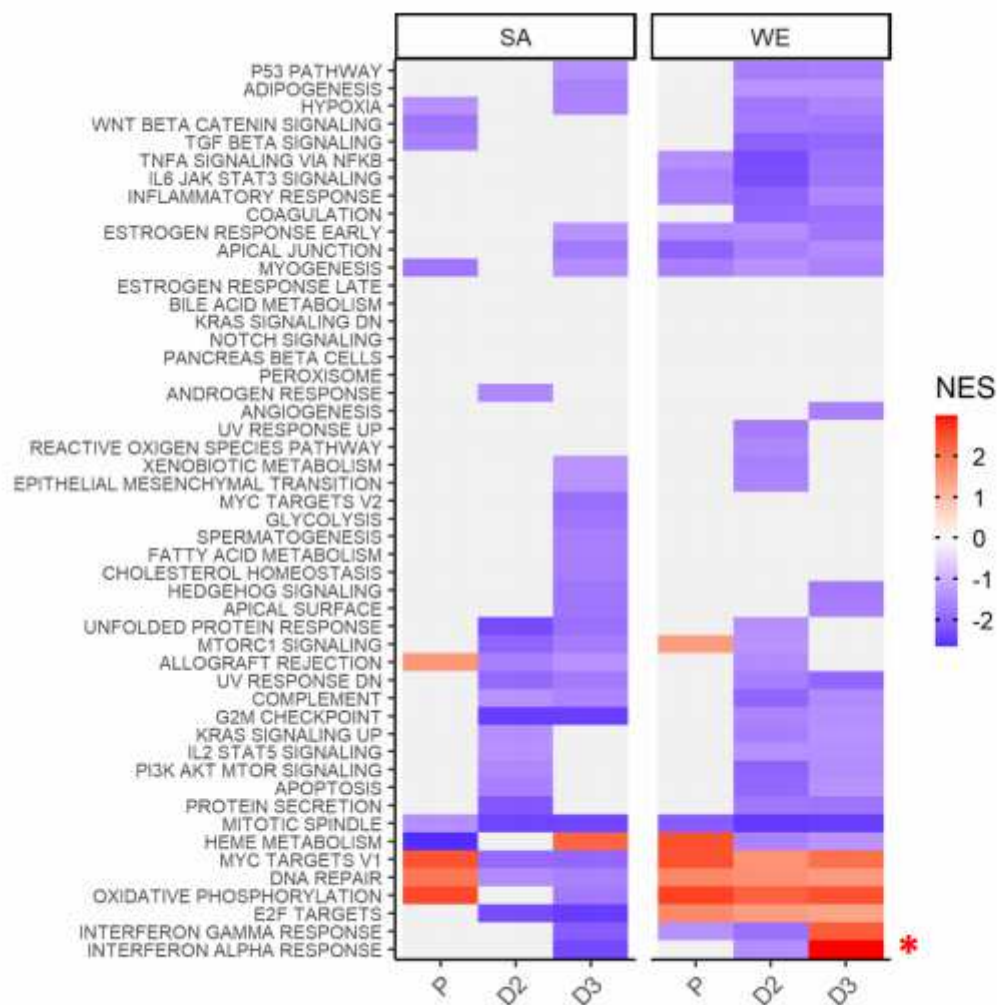 SA WE
P53 PATHWAY
ADIPOGENESIS
HYPOXIA
WNT BETA CATENIN SIGNALING
TGF BETA SIGNALING
TNFA SIGNALING VIA NFKB
IL6 JAK STAT3 SIGNALING
INFLAMMATORY RESPONSE
COAGULATION
ESTROGEN RESPONSE EARLY
APICAL JUNCTION
MYOGENESIS
ESTROGEN RESPONSE LATE
BILE ACID METABOLISM
KRAS SIGNALING DN
NOTCH SIGNALING
PANCREAS BETA CELLS
PEROXISOME
ANDROGEN RESPONSE
ANGIOGENESIS
UV RESPONSE UP
REACTIVE OXIGEN SPECIES PATHWAY
XENOBIOTIC METABOLISM
EPITHELIAL MESENCHYMAL TRANSITION
MYC TARGETS V2
GLYCOLYSIS
SPERMATOGENESIS
FATTY ACID METABOLISM
CHOLESTEROL HOMEOSTASIS
HEDGEHOG SIGNALING
APICAL SURFACE
UNFOLDED PROTEIN RESPONSE
MTORC1 SIGNALING
ALLOGRAFT REJECTION
UV RESPONSE DN
COMPLEMENT
G2M CHECKPOINT
KRAS SIGNALING UP
IL2 STAT5 SIGNALING
PI3K AKT MTOR SIGNALING
APOPTOSIS
PROTEIN SECRETION
MITOTIC SPINDLE
HEME METABOLISM
MYC TARGETS V1
DNA REPAIR
OXIDATIVE PHOSPHORYLATION
E2F TARGETS
INTERFERON GAMMA RESPONSE
INTERFERON ALPHA RESPONSE *
P D2 D3 P D2 D3
NES
2
1
0
-1
-2